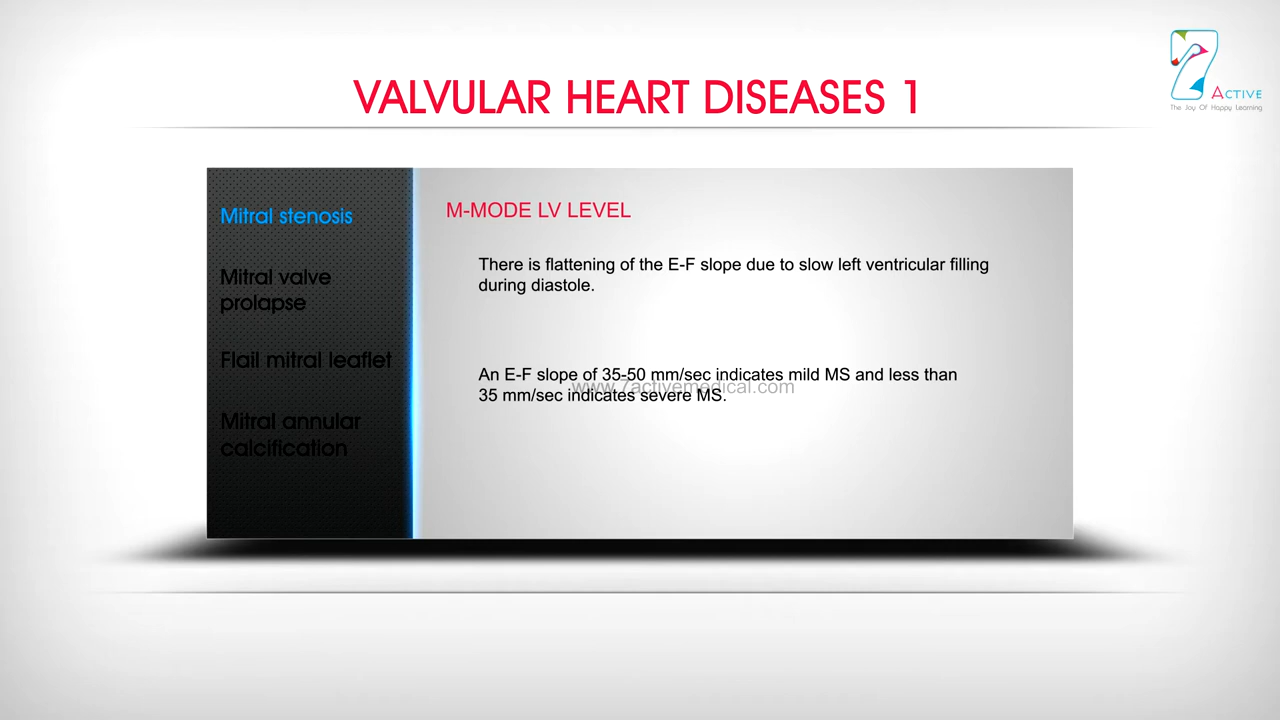 VALVULAR HEART DISEASES 1
7
ACTIVE
The Joy Of Happy Learning
Mitral stenosis
Mitral valve
prolapse
Flail mitral leaflet
Mitral annular
calcification
M-MODE LV LEVEL
There is flattening of the E-F slope due to slow left ventricular filling
during diastole.
An E-F slope of 35-50 mm/sec indicates mild MS and less than
35 mm/sec indicates severe MS.
www.7activemedical.com